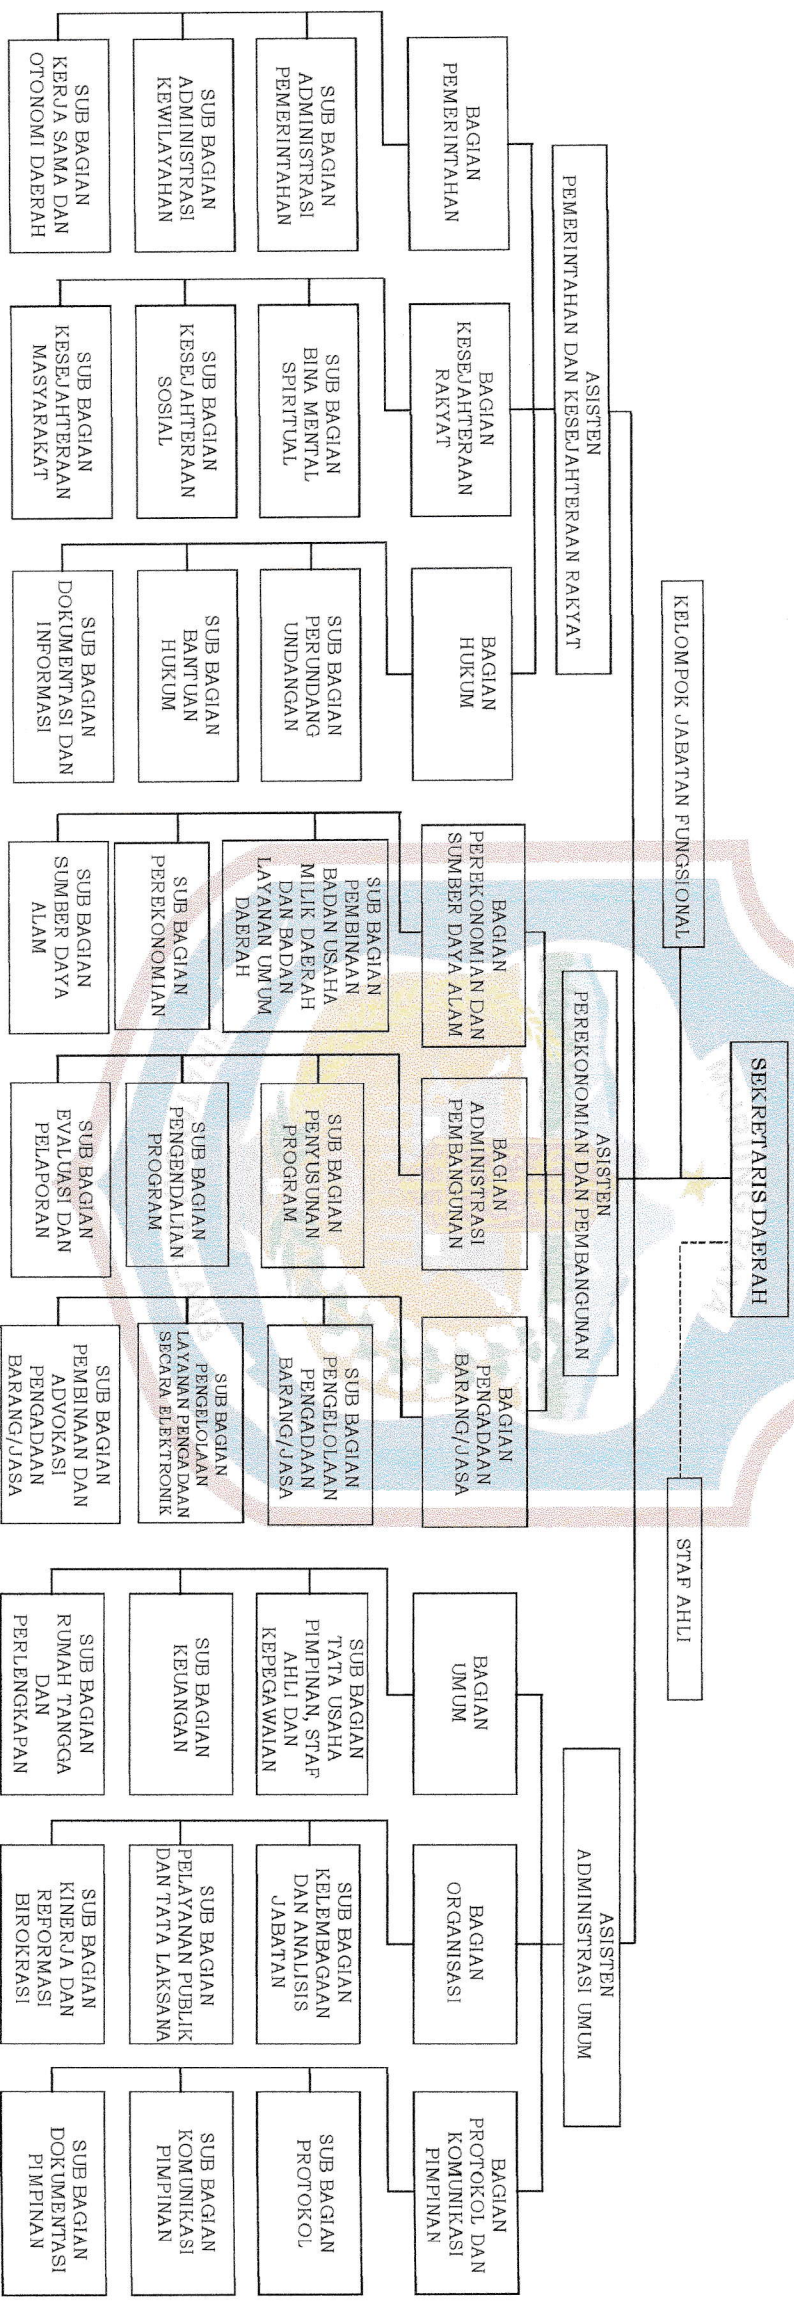 SEKRETARIS DAERAH
KELOMPOK JABATAN FUNGSIONAL
STAF AHLI
ASISTEN
PEMERINTAHAN DAN KESEJAHTERAAN RAKYAT
ASISTEN
PEREKONOMIAN DAN PEMBANGUNAN
ASISTEN
ADMINISTRASI UMUM
BAGIAN
PEMERINTAHAN
SUB BAGIAN
ADMINISTRASI
PEMERINTAHAN
SUB BAGIAN
ADMINISTRASI
KEWILAYAHAN
SUB BAGIAN
KERJA SAMA DAN
OTONOMI DAERAH
BAGIAN
KESEJAHTERAAN
RAKYAT
SUB BAGIAN
BINA MENTAL
SPIRITUAL
SUB BAGIAN
KESEJAHTERAAN
SOSIAL
SUB BAGIAN
KESEJAHTERAAN
MASYARAKAT
BAGIAN
HUKUM
SUB BAGIAN
PERUNDANG
UNDANGAN
SUB BAGIAN
BANTUAN
HUKUM
SUB BAGIAN
DOKUMENTASI DAN
INFORMASI
BAGIAN
PEREKONOMIAN DAN
SUMBER DAYA ALAM
SUB BAGIAN
PEMBINAAN
BADAN USAHA
MILIK DAERAH
DAN BADAN
LAYANAN UMUM
DAERAH
SUB BAGIAN
PEREKONOMIAN
SUB BAGIAN
SUMBER DAYA
ALAM
BAGIAN
ADMINISTRASI
PEMBANGUNAN
SUB BAGIAN
PENYUSUNAN
PROGRAM
SUB BAGIAN
PENGENDALIAN
PROGRAM
SUB BAGIAN
EVALUASI DAN
PELAPORAN
BAGIAN
PENGADAAN
BARANG/JASA
SUB BAGIAN
PENGELOLAAN
PENGADAAN
BARANG/JASA
SUB BAGIAN
PENGELOLAAN
LAYANAN PENGADAAN
SECARA ELEKTRONIK
SUB BAGIAN
PEMBINAAN DAN
ADVOKASI
PENGADAAN
BARANG/JASA
BAGIAN
UMUM
SUB BAGIAN
TATA USAHA
PIMPINAN, STAF
AHLI DAN
KEPEGAWAIAN
SUB BAGIAN
KEUANGAN
SUB BAGIAN
RUMAH TANGGA
DAN
PERLENGKAPAN
BAGIAN
ORGANISASI
SUB BAGIAN
KELEMBAGAAN
DAN ANALISIS
JABATAN
SUB BAGIAN
PELAYANAN PUBLIK
DAN TATA LAKSANA
SUB BAGIAN
KINERJA DAN
REFORMASI
BIROKRASI
BAGIAN
PROTOKOL DAN
KOMUNIKASI
PIMPINAN
SUB BAGIAN
PROTOKOL
SUB BAGIAN
KOMUNIKASI
PIMPINAN
SUB BAGIAN
DOKUMENTASI
PIMPINAN